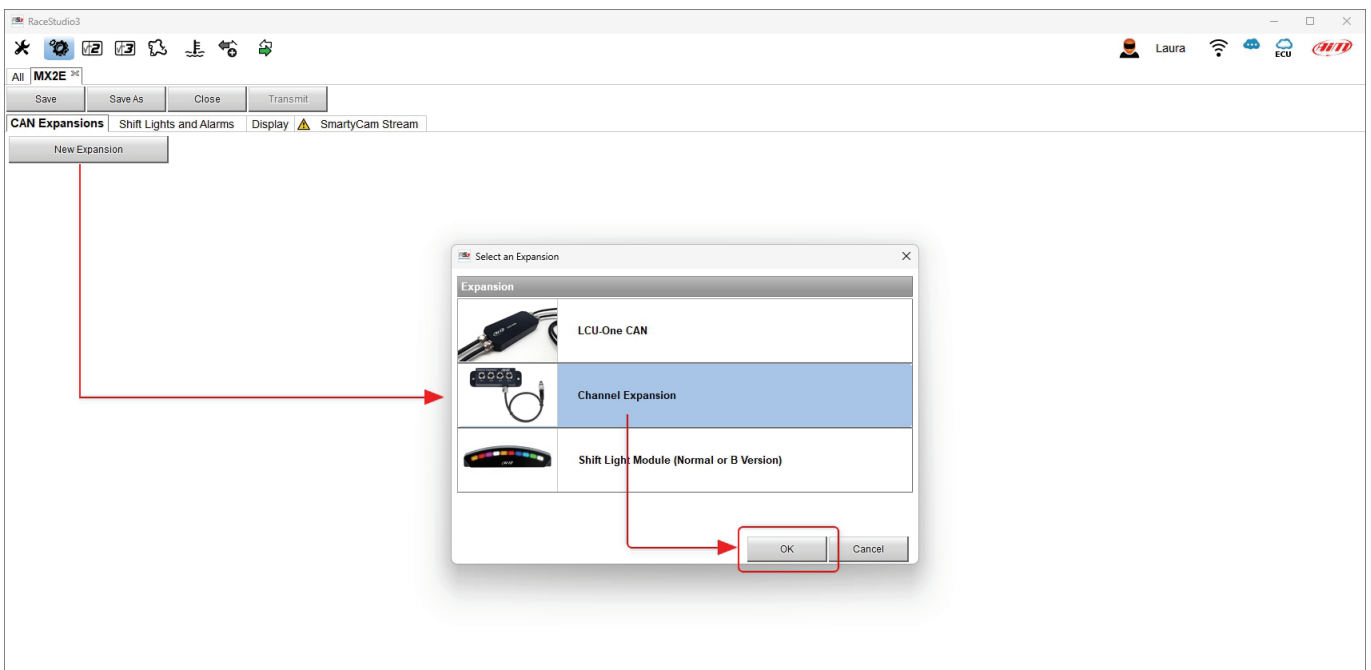 RaceStudio3
Laura
ECU
AiM
All MX2E
Save Save As Close Transmit
CAN Expansions Shift Lights and Alarms Display SmartyCam Stream
New Expansion
Select an Expansion
Expansion
LCU-One CAN
Channel Expansion
Shift Light Module (Normal or B Version)
OK Cancel